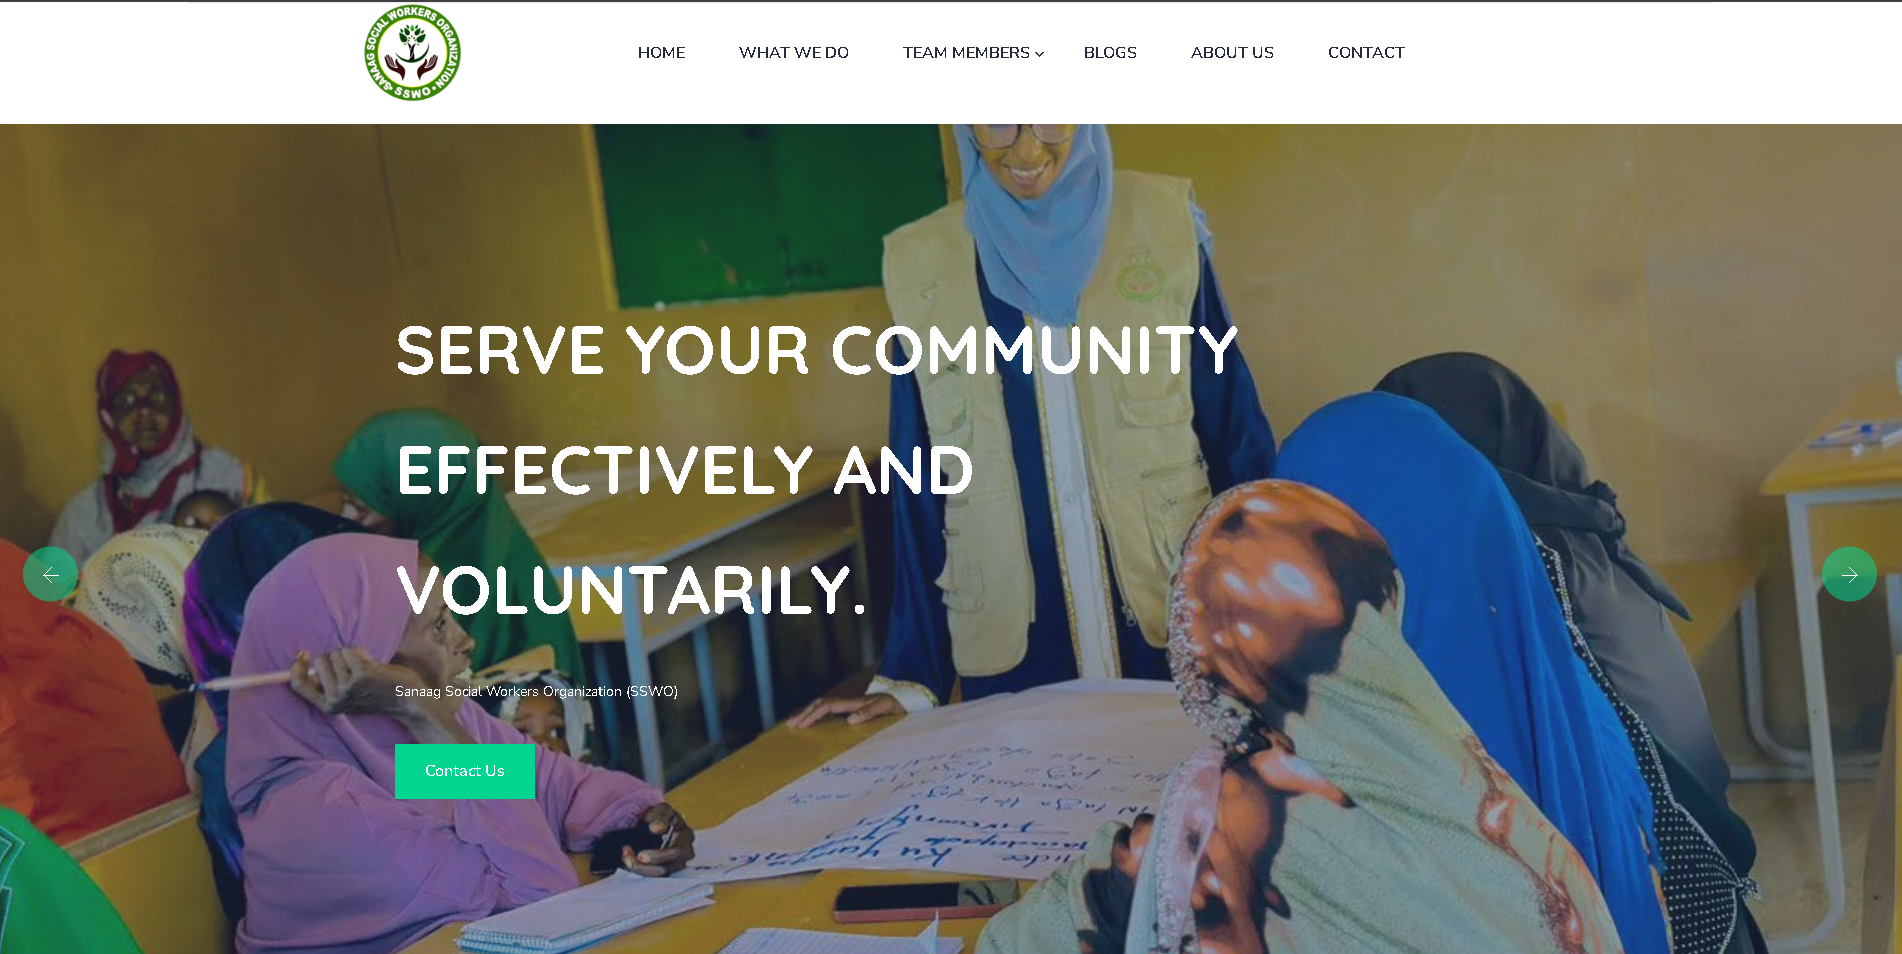 SANAAG SOCIAL WORKERS ORGANIZATION
SSWO
HOME
WHAT WE DO
TEAM MEMBERS
BLOGS
ABOUT US
CONTACT
SERVE YOUR COMMUNITY
EFFECTIVELY AND
VOLUNTARILY.
Sanaag Social Workers Organization (SSWO)
Contact Us